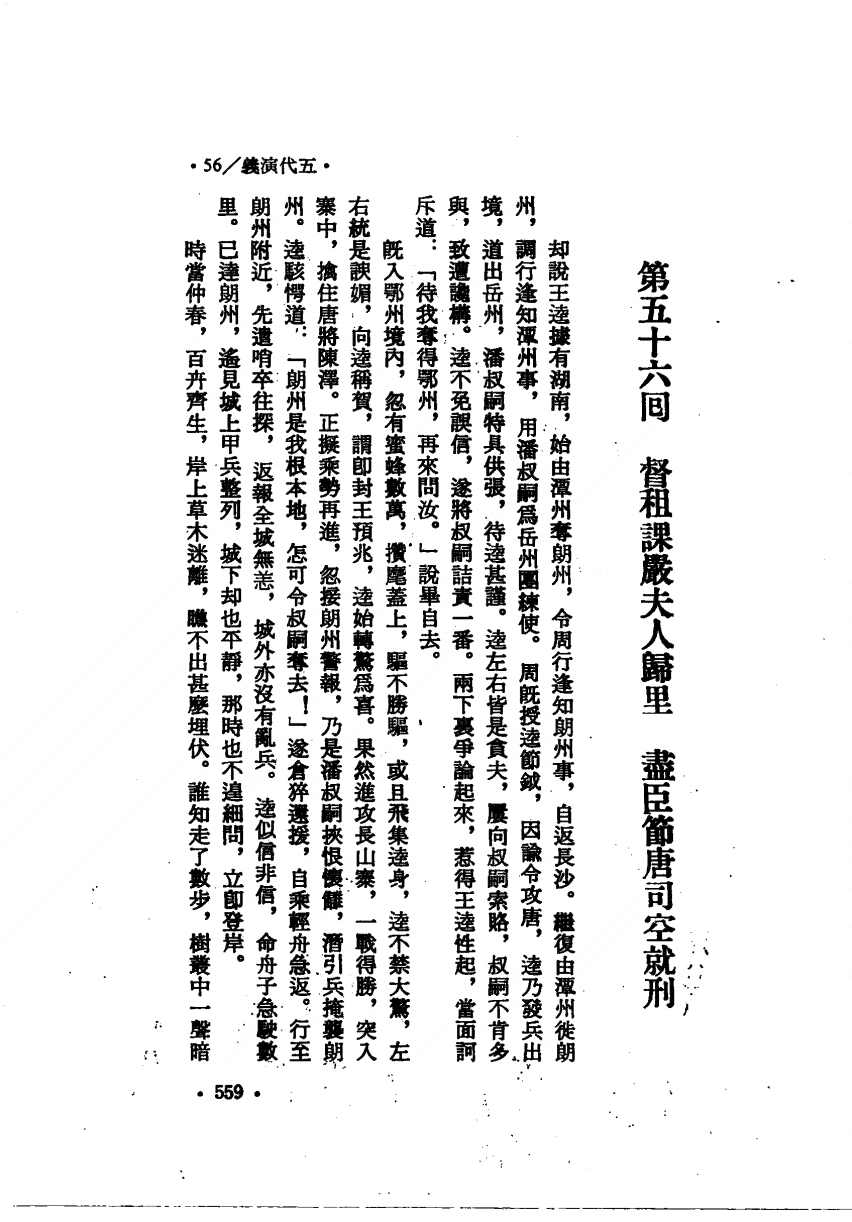 ·56/義演代五·
第五十六回　督租課嚴夫人歸里　盡臣節唐司空就刑
却說王逵據有湖南，始由潭州奪朗州，令周行逢知朗州事，自返長沙。繼復由潭州徙朗
州，調行逢知潭州事，用潘叔嗣爲岳州團練使。周既授逵節鉞，因諭令攻唐，逵乃發兵出
境，道出岳州，潘叔嗣特具供張，待逵甚謹。逵左右皆是貪夫，屢向叔嗣索賂，叔嗣不肯多
與，致遭讒構。逵不免誤信，遂將叔嗣詰責一番。兩下裏爭論起來，惹得王逵性起，當面訶
斥道：「待我奪得鄂州，再來問汝。」說畢自去。
既入鄂州境內，忽有蜜蜂數萬，攢麾蓋上，驅不勝驅，或且飛集逵身，逵不禁大驚，左
右統是諛媚，向逵稱賀，謂卽封王預兆，逵始轉驚爲喜。果然進攻長山寨，一戰得勝，突入
寨中，擒住唐將陳澤。正擬乘勢再進，忽接朗州警報，乃是潘叔嗣挾恨懷讎，潛引兵掩襲朗
州。逵駭愕道：「朗州是我根本地，怎可令叔嗣奪去！」遂倉猝還援，自乘輕舟急返。行至
朗州附近，先遣哨卒往探，返報全城無恙，城外亦沒有亂兵。逵似信非信，命舟子急駛數
里。已達朗州，遙見城上甲兵整列，城下却也平靜，那時也不遑細問，立卽登岸。
時當仲春，百卉齊生，岸上草木迷離，瞧不出甚麼埋伏。誰知走了數步，樹叢中一聲暗
·559·